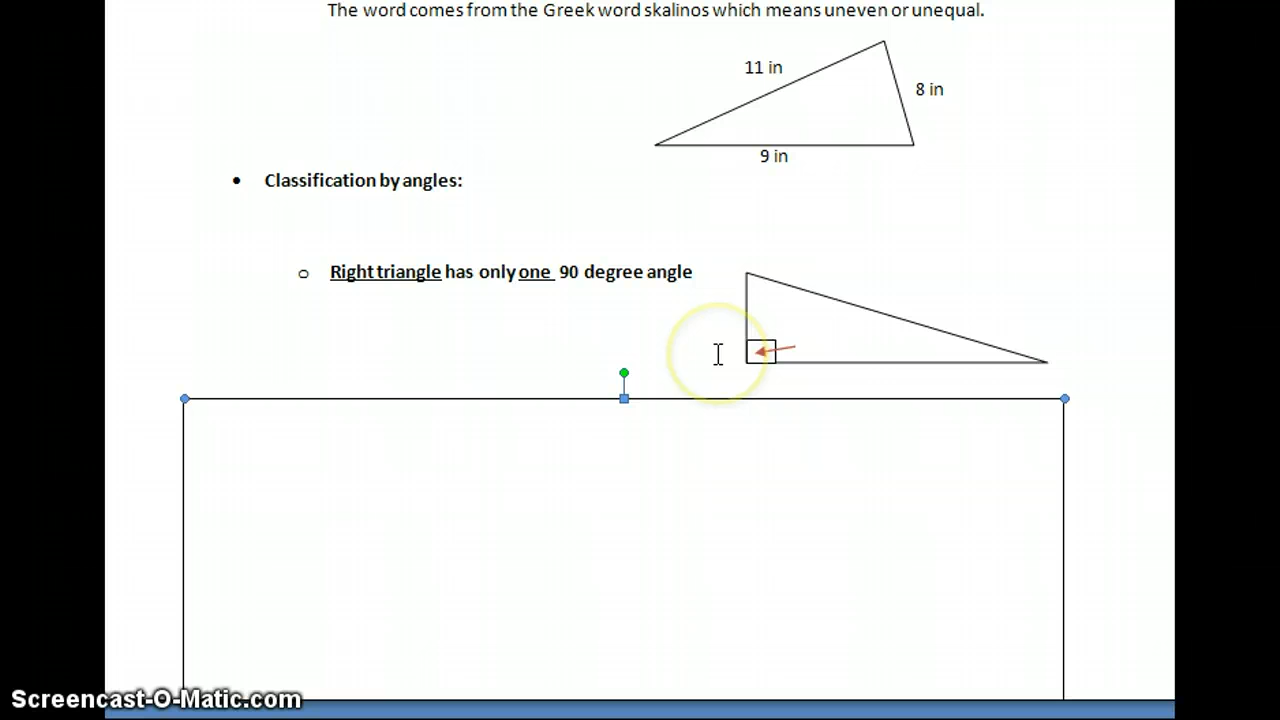 The word comes from the Greek word skalinos which means uneven or unequal.
11 in
8 in
9 in
• Classification by angles:
o Right triangle has only one 90 degree angle
Screencast-O-Matic.com